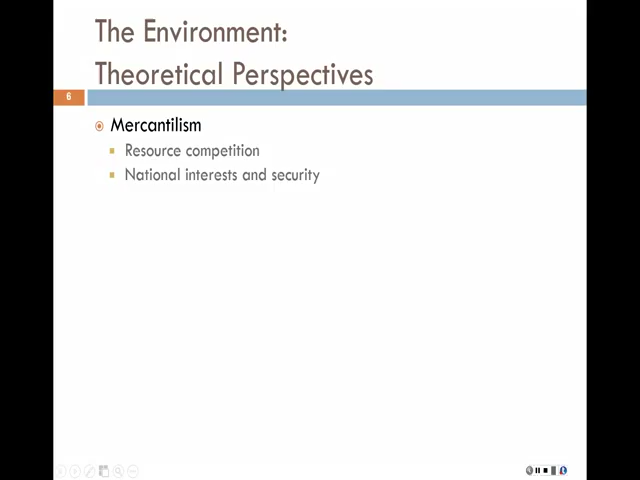 The Environment:
Theoretical Perspectives
6
Mercantilism
Resource competition
National interests and security